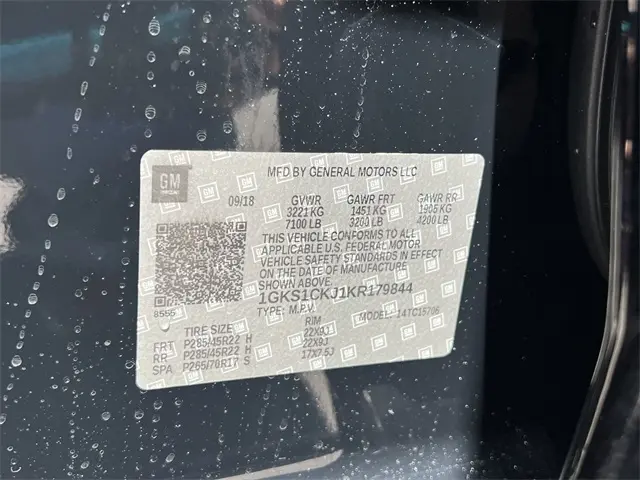 MFD BY GENERAL MOTORS LLC
GM
09/18 GVWR GAWR FRT GAWR RR
3221 KG 1451 KG 1905 KG
7100 LB 3200 LB 4200 LB
THIS VEHICLE CONFORMS TO ALL
APPLICABLE U.S. FEDERAL MOTOR
VEHICLE SAFETY STANDARDS IN EFFECT
ON THE DATE OF MANUFACTURE
SHOWN ABOVE.
1GKS1CKJ1KR179844
8565 TYPE: M.P.V. MODEL: 14TC15706
TIRE SIZE RIM
FRT P285/45R22 H 22X9J
RR P285/45R22 H 22X9J
SPA P265/70R17 S 17X7.5J